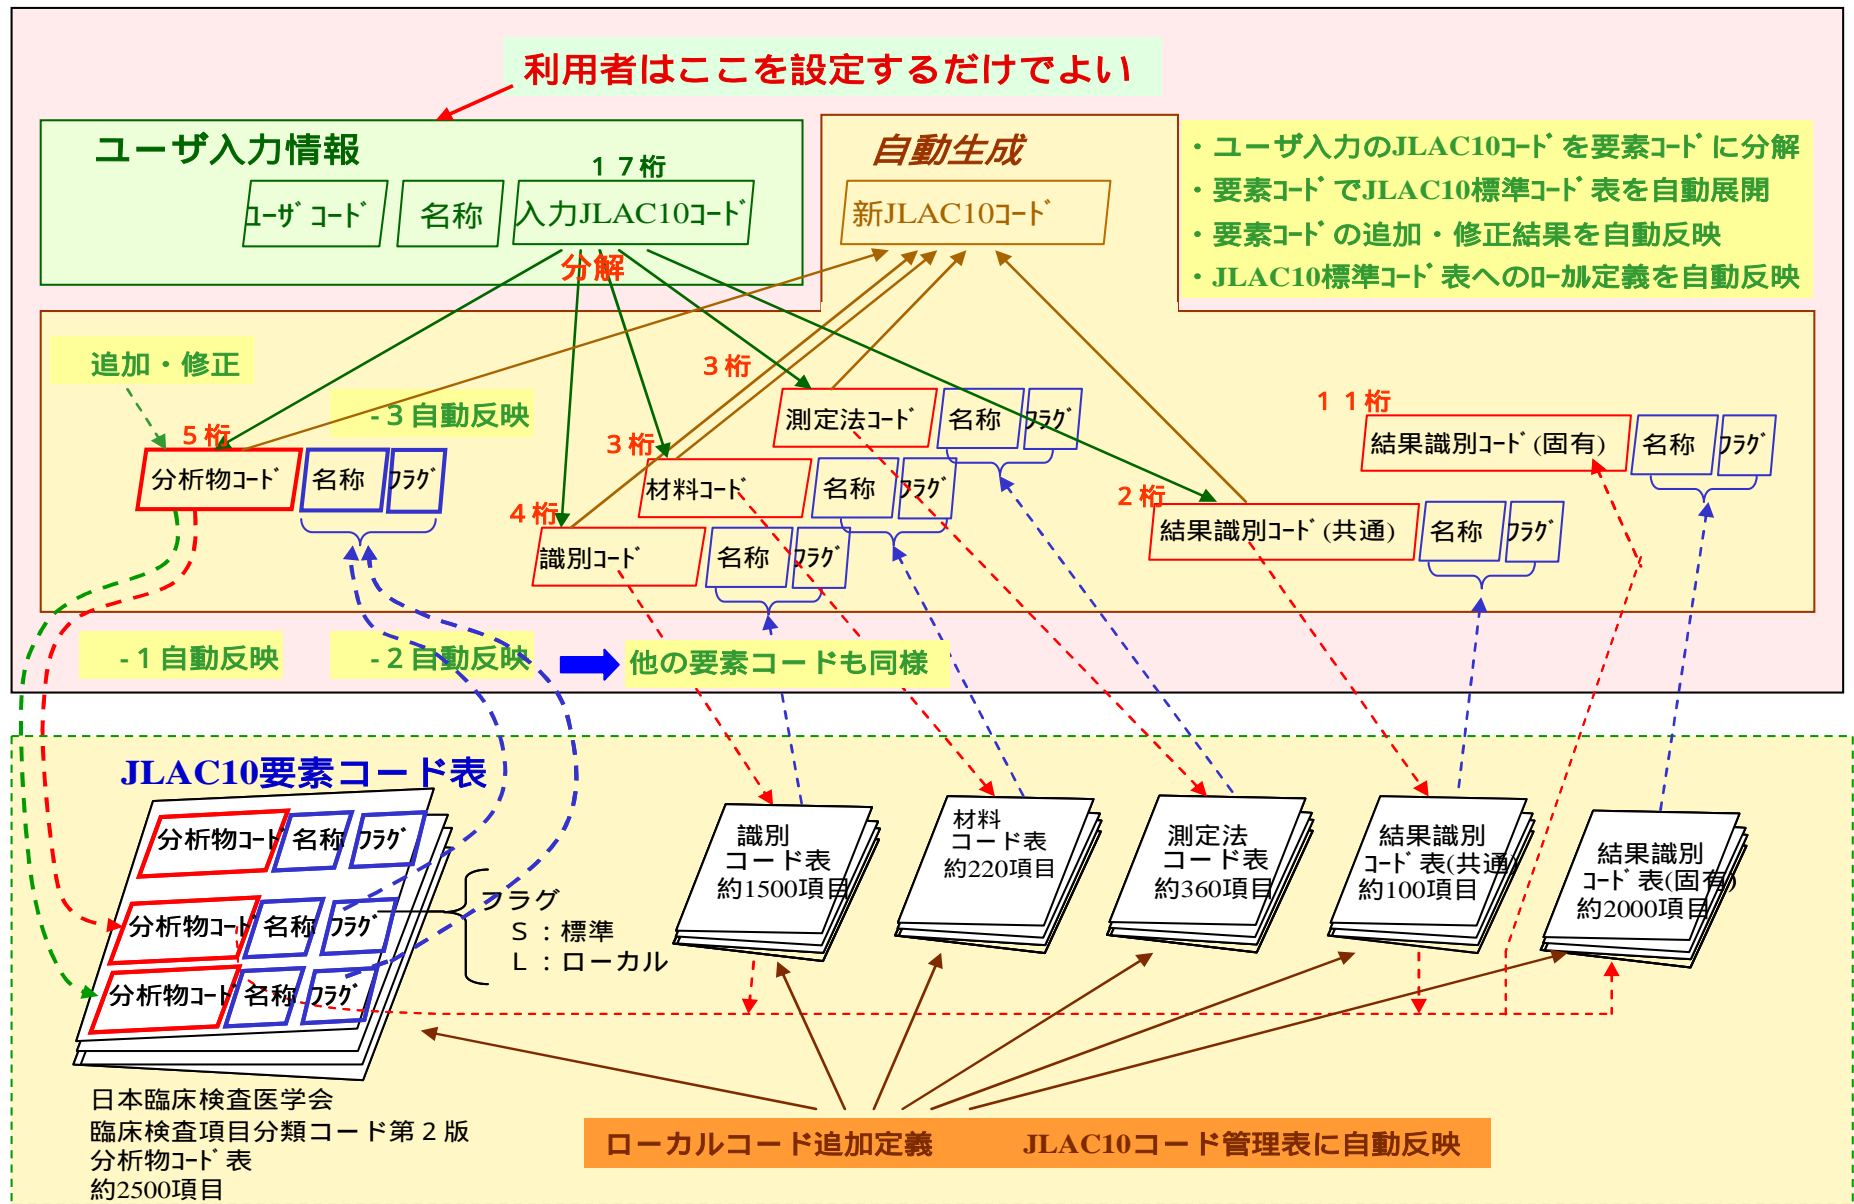 利用者はここを設定するだけでよい
ユーザ入力情報
１７桁
ﾕｰｻﾞｺｰﾄﾞ
名称
入力JLAC10ｺｰﾄﾞ
分解
自動生成
新JLAC10ｺｰﾄﾞ
・ユーザ入力のJLAC10ｺｰﾄﾞを要素ｺｰﾄﾞに分解
・要素ｺｰﾄﾞでJLAC10標準ｺｰﾄﾞ表を自動展開
・要素ｺｰﾄﾞの追加・修正結果を自動反映
・JLAC10標準ｺｰﾄﾞ表へのﾛｰｶﾙ定義を自動反映
追加・修正
-３自動反映
５桁
分析物ｺｰﾄﾞ
名称
ﾌﾗｸﾞ
３桁
測定法ｺｰﾄﾞ
名称
ﾌﾗｸﾞ
３桁
材料ｺｰﾄﾞ
名称
ﾌﾗｸﾞ
４桁
識別ｺｰﾄﾞ
名称
ﾌﾗｸﾞ
１１桁
結果識別ｺｰﾄﾞ(固有)
名称
ﾌﾗｸﾞ
２桁
結果識別ｺｰﾄﾞ(共通)
名称
ﾌﾗｸﾞ
-１自動反映
-２自動反映
他の要素コードも同様
JLAC10要素コード表
分析物ｺｰﾄﾞ
名称
ﾌﾗｸﾞ
分析物ｺｰﾄﾞ
名称
ﾌﾗｸﾞ
分析物ｺｰﾄﾞ
名称
ﾌﾗｸﾞ
フラグ
Ｓ：標準
Ｌ：ローカル
識別
コード表
約1500項目
材料
コード表
約220項目
測定法
コード表
約360項目
結果識別
ｺｰﾄﾞ表(共通)
約100項目
結果識別
ｺｰﾄﾞ表(固有)
約2000項目
日本臨床検査医学会
臨床検査項目分類コード第２版
分析物ｺｰﾄﾞ表
約2500項目
ローカルコード追加定義　　　JLAC10コード管理表に自動反映